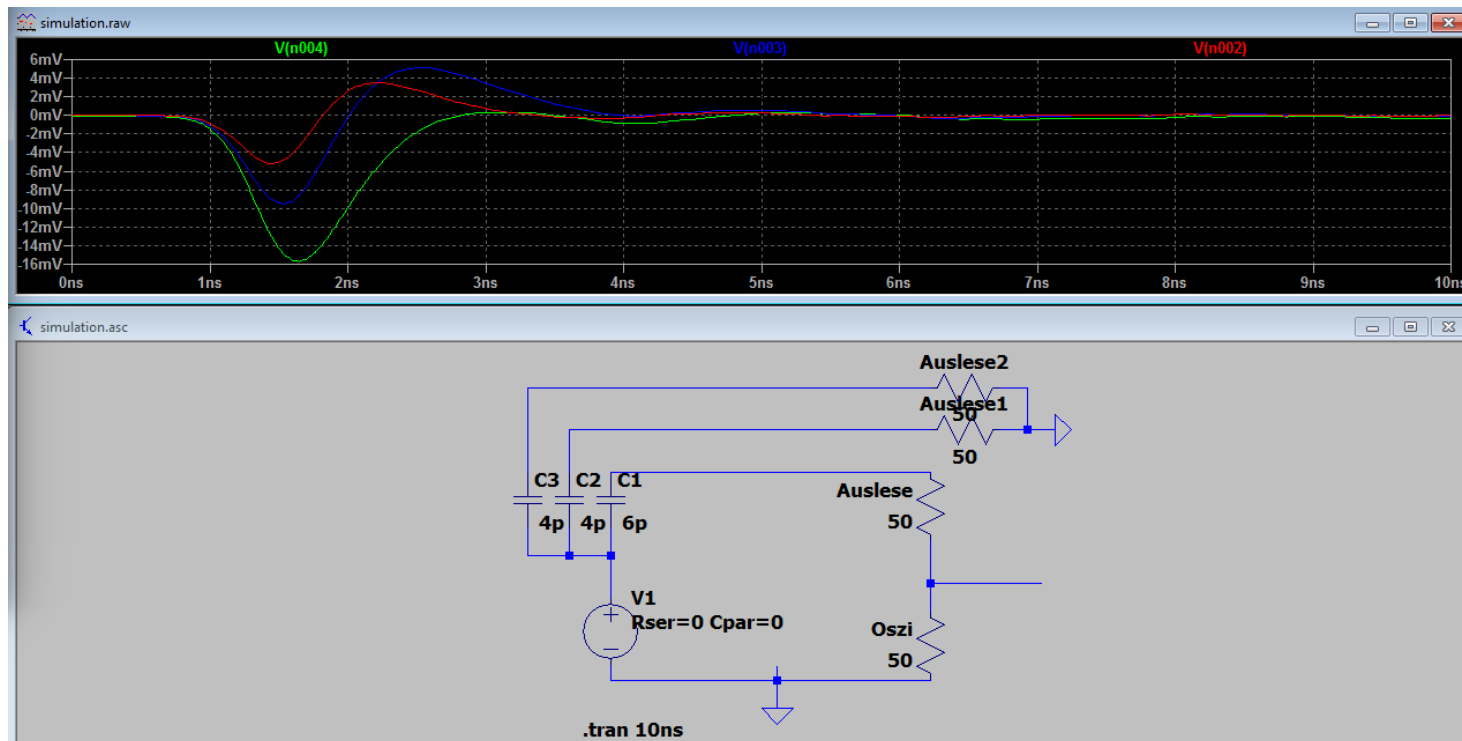 simulation.raw
V(n004) V(n003) V(n002)
6mV
4mV
2mV
0mV
-2mV
-4mV
-6mV
-8mV
-10mV
-12mV
-14mV
-16mV
0ns 1ns 2ns 3ns 4ns 5ns 6ns 7ns 8ns 9ns 10ns
simulation.asc
Auslese2
50
Auslese1
50
C3 C2 C1
4p 4p 6p
Auslese
50
V1
Rser=0 Cpar=0
Oszi
50
.tran 10ns